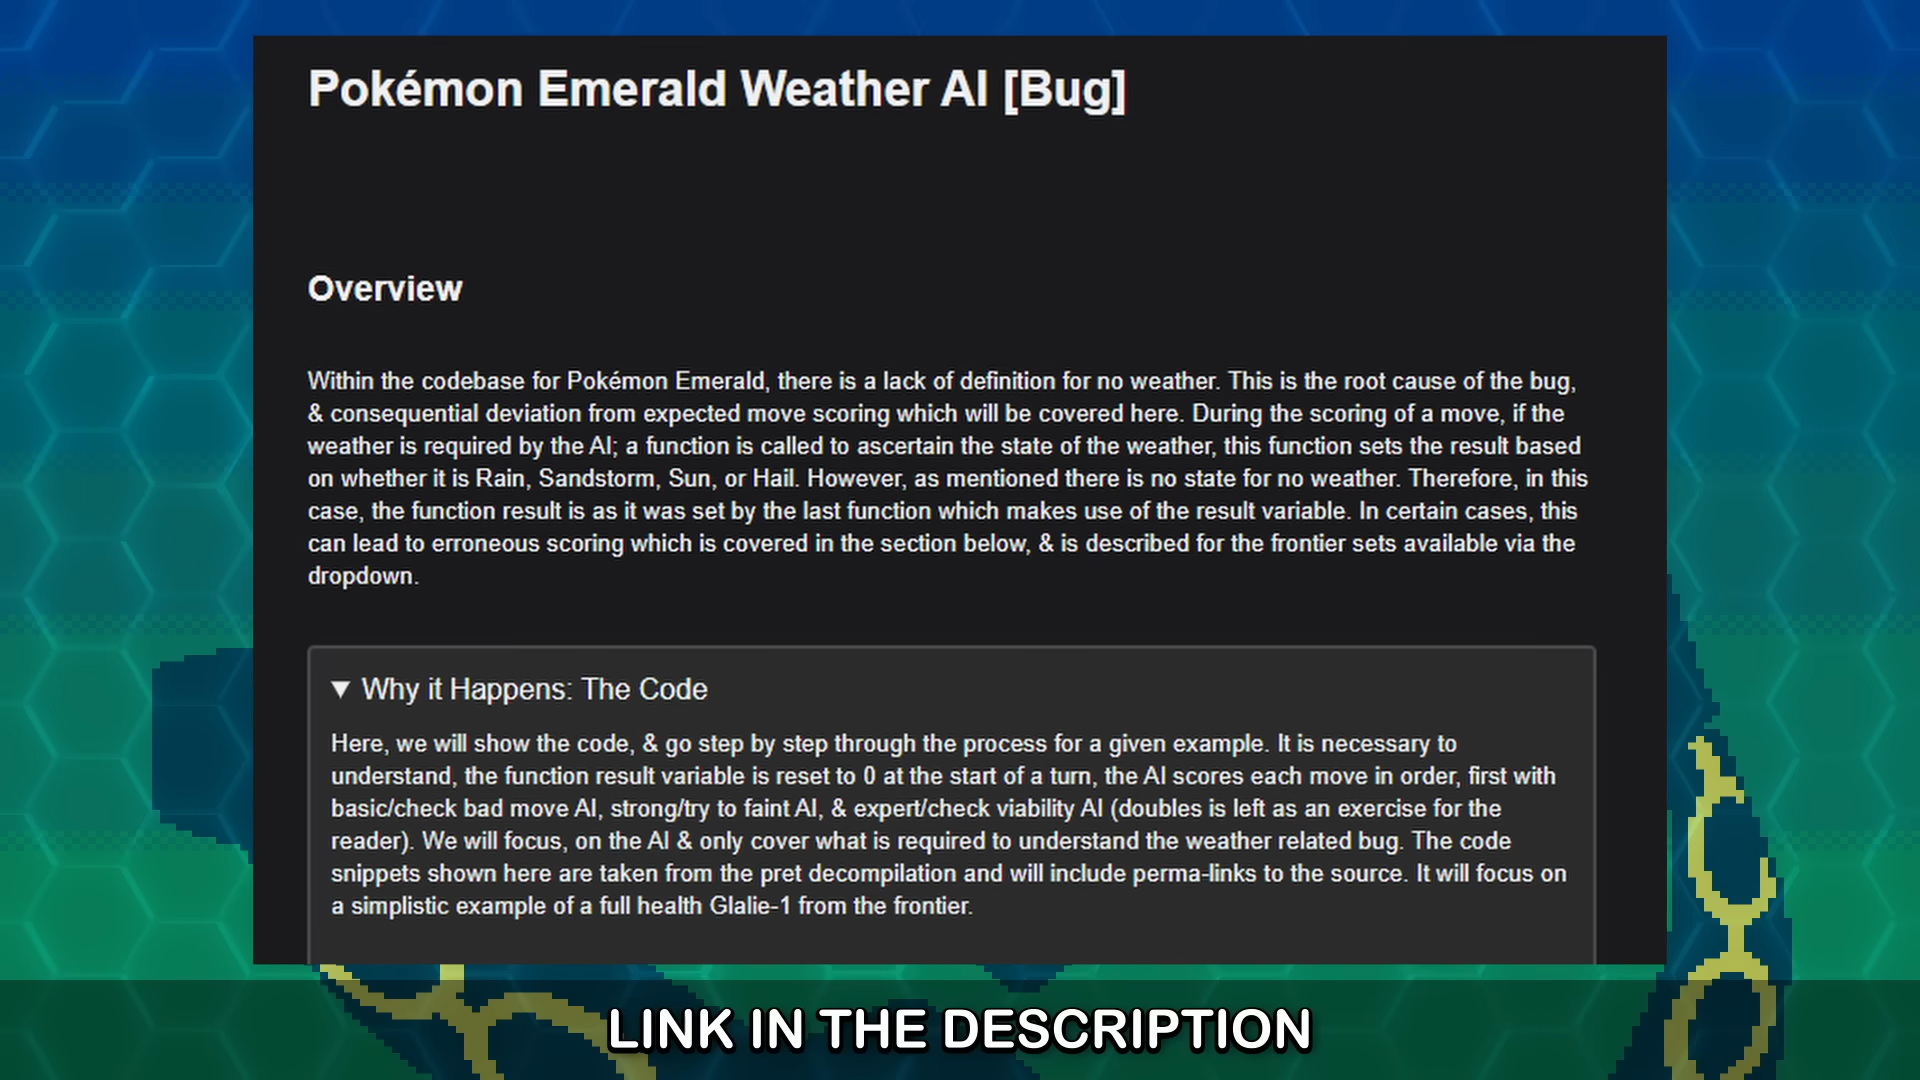 Pokémon Emerald Weather AI [Bug]
Overview
Within the codebase for Pokémon Emerald, there is a lack of definition for no weather. This is the root cause of the bug,
& consequential deviation from expected move scoring which will be covered here. During the scoring of a move, if the
weather is required by the AI; a function is called to ascertain the state of the weather, this function sets the result based
on whether it is Rain, Sandstorm, Sun, or Hail. However, as mentioned there is no state for no weather. Therefore, in this
case, the function result is as it was set by the last function which makes use of the result variable. In certain cases, this
can lead to erroneous scoring which is covered in the section below, & is described for the frontier sets available via the
dropdown.
▼ Why it Happens: The Code
Here, we will show the code, & go step by step through the process for a given example. It is necessary to
understand, the function result variable is reset to 0 at the start of a turn, the AI scores each move in order, first with
basic/check bad move AI, strong/try to faint AI, & expert/check viability AI (doubles is left as an exercise for the
reader). We will focus, on the AI & only cover what is required to understand the weather related bug. The code
snippets shown here are taken from the pret decompilation and will include perma-links to the source. It will focus on
a simplistic example of a full health Glalie-1 from the frontier.
LINK IN THE DESCRIPTION